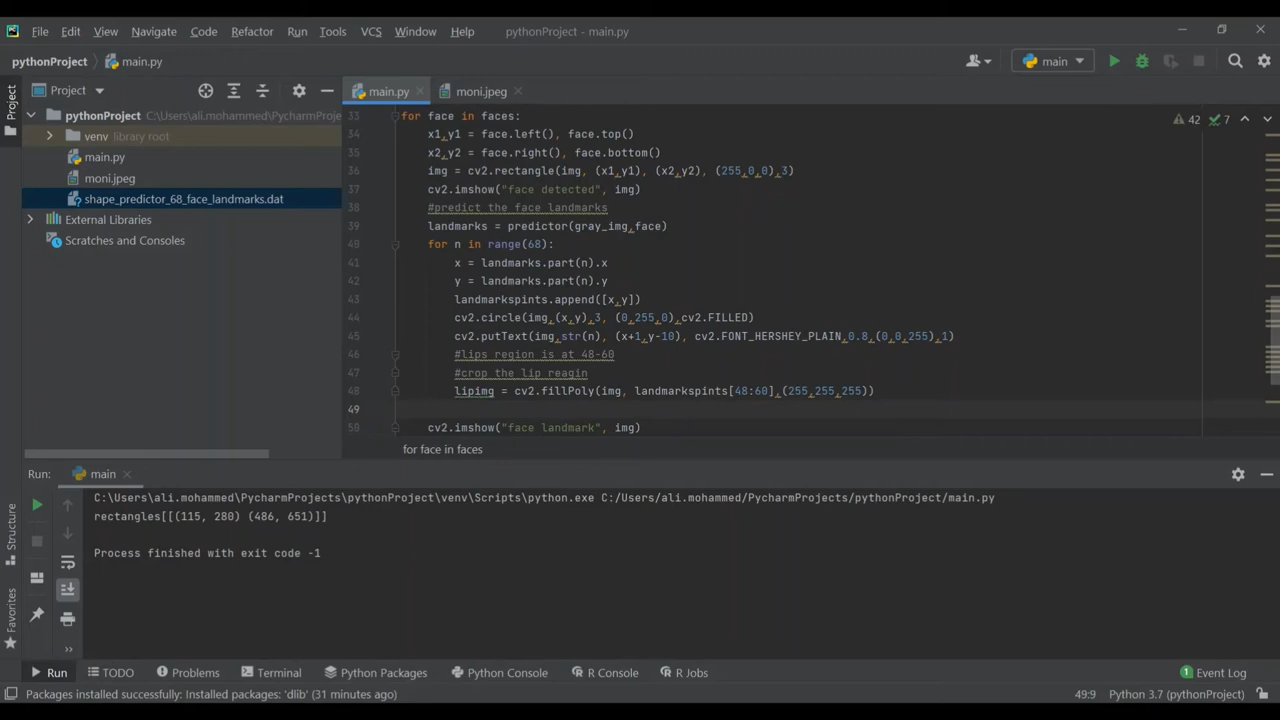 File Edit View Navigate Code Refactor Run Tools VCS Window Help pythonProject - main.py
pythonProject main.py main
Project main.py moni.jpeg
Project
pythonProject C:\Users\ali.mohammed\PycharmProje
venv library root
main.py
moni.jpeg
shape_predictor_68_face_landmarks.dat
External Libraries
Scratches and Consoles
42 7
33 for face in faces:
34 x1,y1 = face.left(), face.top()
35 x2,y2 = face.right(), face.bottom()
36 img = cv2.rectangle(img, (x1,y1), (x2,y2), (255,0,0),3)
37 cv2.imshow("face detected", img)
38 #predict the face landmarks
39 landmarks = predictor(gray_img,face)
40 for n in range(68):
41 x = landmarks.part(n).x
42 y = landmarks.part(n).y
43 landmarkspints.append([x,y])
44 cv2.circle(img,(x,y),3, (0,255,0),cv2.FILLED)
45 cv2.putText(img,str(n), (x+1,y-10), cv2.FONT_HERSHEY_PLAIN,0.8,(0,0,255),1)
46 #lips region is at 48-60
47 #crop the lip reagin
48 lipimg = cv2.fillPoly(img, landmarkspints[48:60],(255,255,255))
49
50 cv2.imshow("face landmark", img)
for face in faces
Run: main
C:\Users\ali.mohammed\PycharmProjects\pythonProject\venv\Scripts\python.exe C:/Users/ali.mohammed/PycharmProjects/pythonProject/main.py
rectangles[[(115, 280) (486, 651)]]
Process finished with exit code -1
Structure
Favorites
Run TODO Problems Terminal Python Packages Python Console R Console R Jobs 1 Event Log
Packages installed successfully: Installed packages: 'dlib' (31 minutes ago) 49:9 Python 3.7 (pythonProject)